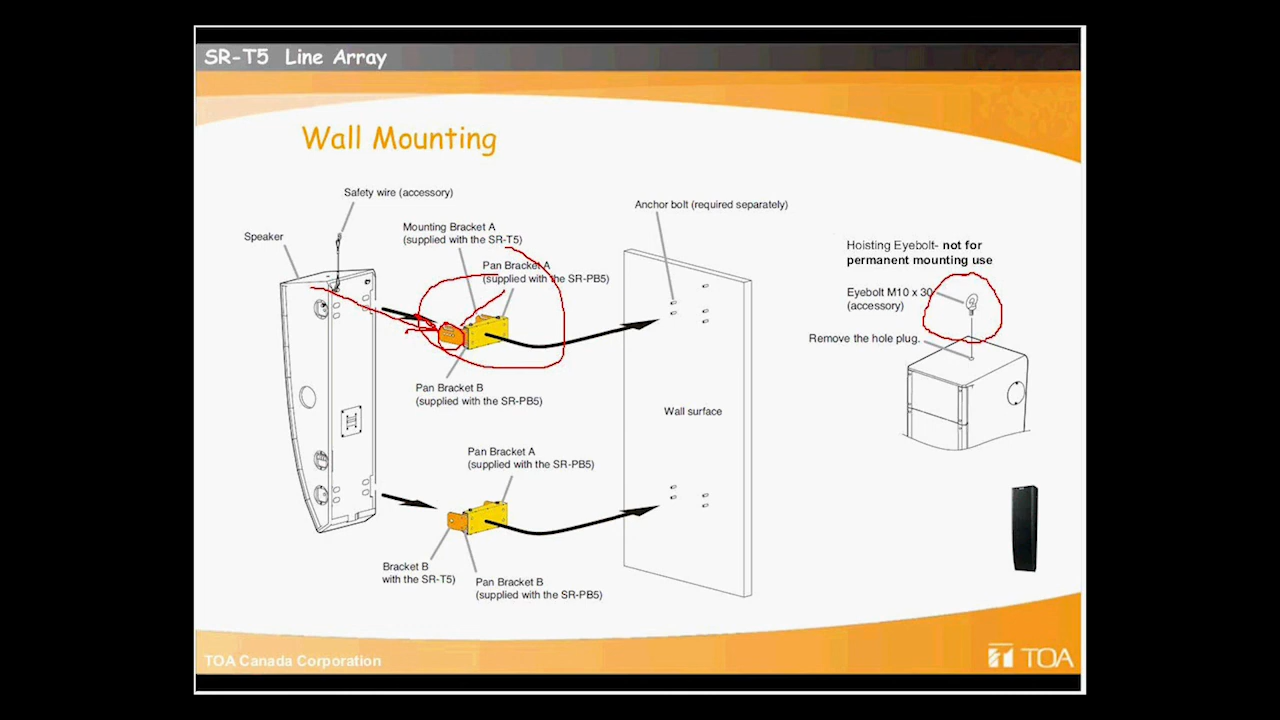 SR-T5 Line Array
Wall Mounting
Safety wire (accessory)
Speaker
Mounting Bracket A
(supplied with the SR-T5)
Pan Bracket A
(supplied with the SR-PB5)
Anchor bolt (required separately)
Hoisting Eyebolt- not for
permanent mounting use
Eyebolt M10 x 30
(accessory)
Remove the hole plug.
Pan Bracket B
(supplied with the SR-PB5)
Wall surface
Pan Bracket A
(supplied with the SR-PB5)
Bracket B
with the SR-T5)
Pan Bracket B
(supplied with the SR-PB5)
TOA Canada Corporation
TOA